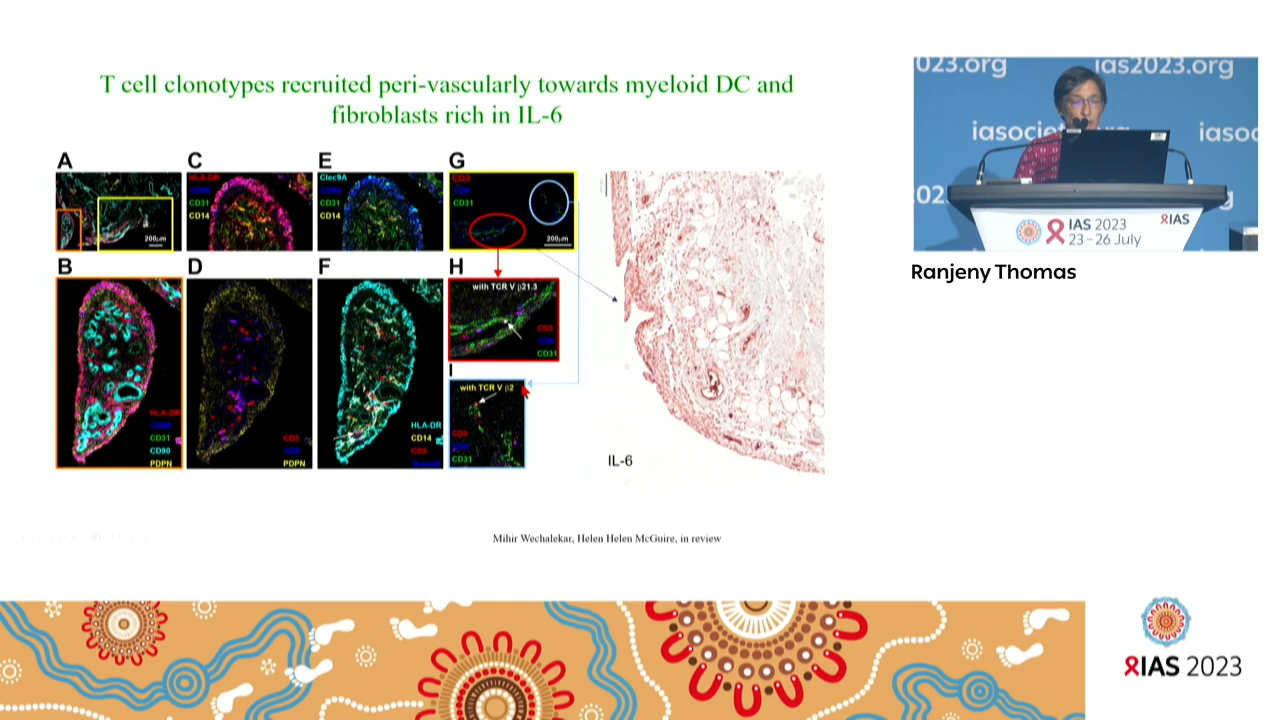 T cell clonotypes recruited peri-vascularly towards myeloid DC and
fibroblasts rich in IL-6
A
C
E
G
HLA-DR
CD31
CD14
Clec9A
CD31
CD14
CD3
CD31
200µm
200µm
B
D
F
H
with TCR V β21.3
CD3
CD31
I
with TCR V β2
CD3
CD31
HLA-DR
CD31
CD90
PDPN
CD3
PDPN
HLA-DR
CD14
CD3
IL-6
Mihir Wechalekar, Helen Helen McGuire, in review
023.org
ias2023.org
iasociet
iasoc
IAS 2023
23–26 July
IAS
Ranjeny Thomas
IAS 2023